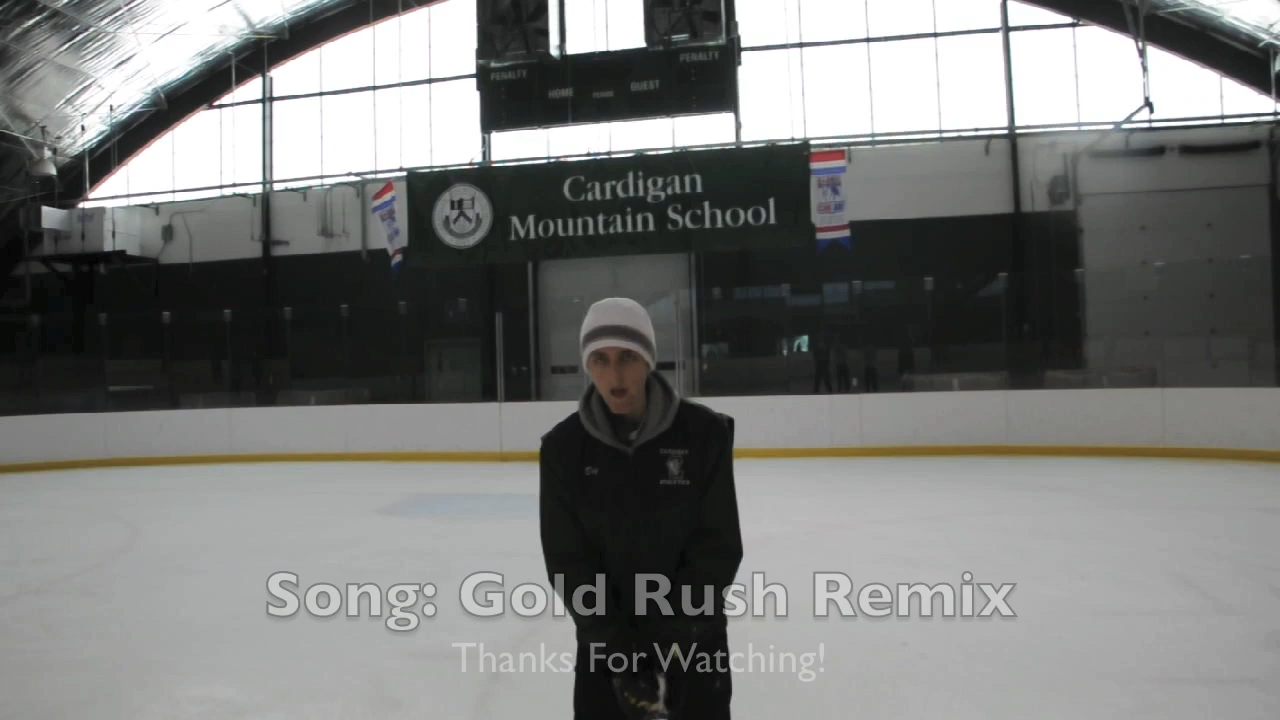 PENALTY
PENALTY
HOME
GUEST
Cardigan
Mountain School
Song: Gold Rush Remix
Thanks For Watching!